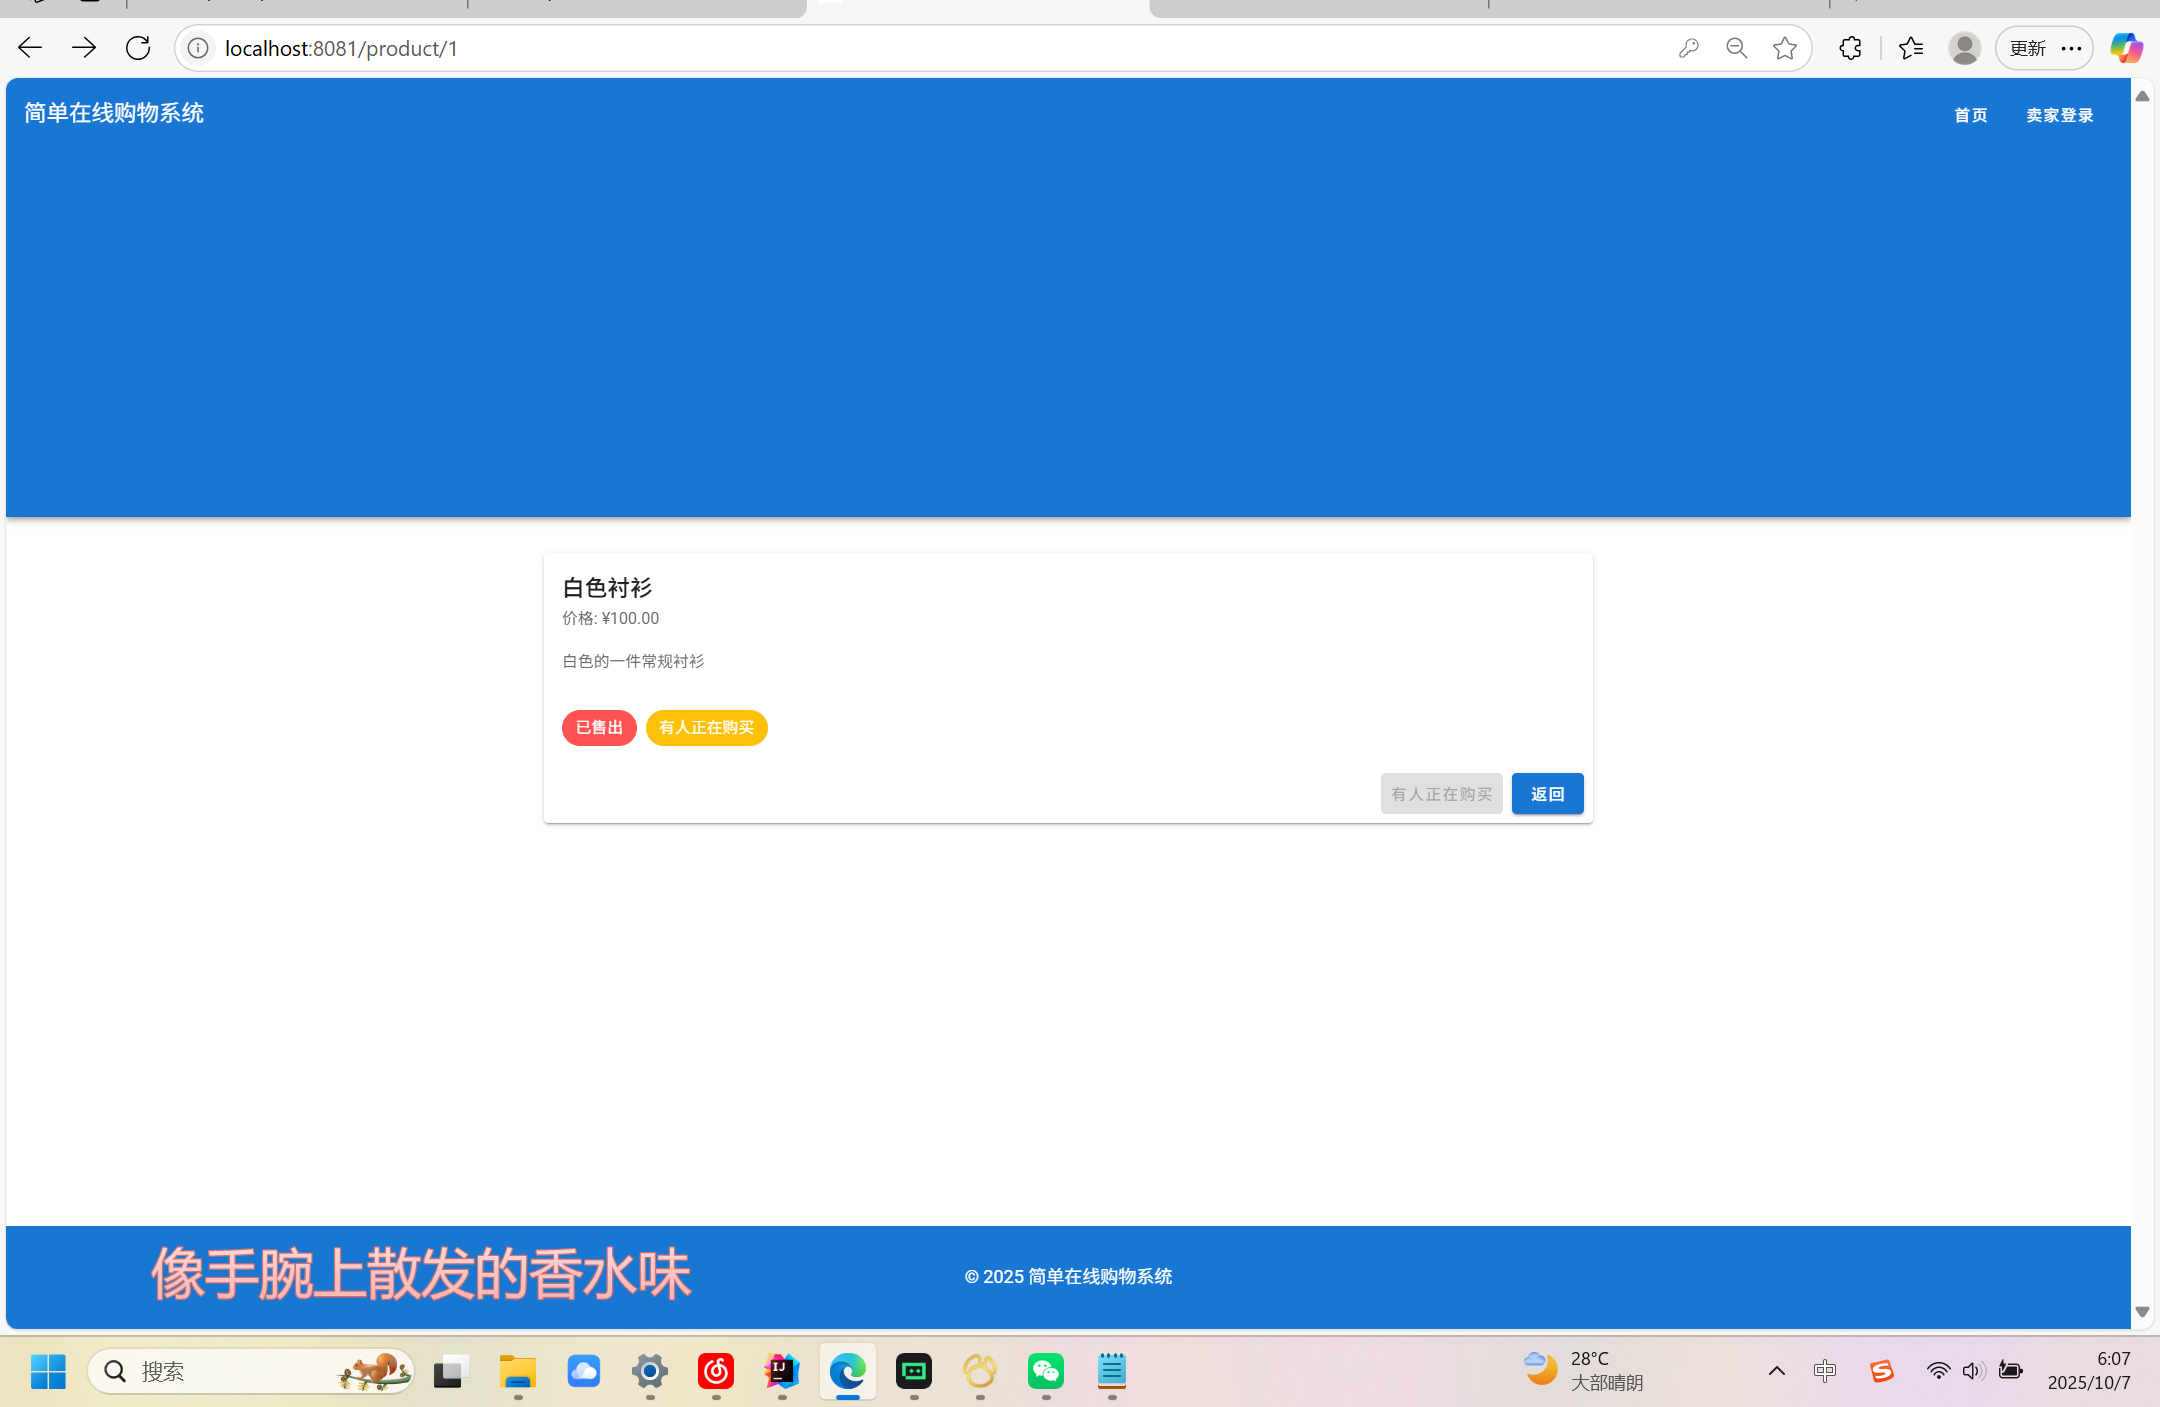 localhost:8081/product/1
更新
简单在线购物系统
首页 卖家登录
白色衬衫
价格: ¥100.00
白色的一件常规衬衫
已售出 有人正在购买
有人正在购买 返回
像手腕上散发的香水味
© 2025 简单在线购物系统
搜索
28°C
大部晴朗
中
6:07
2025/10/7